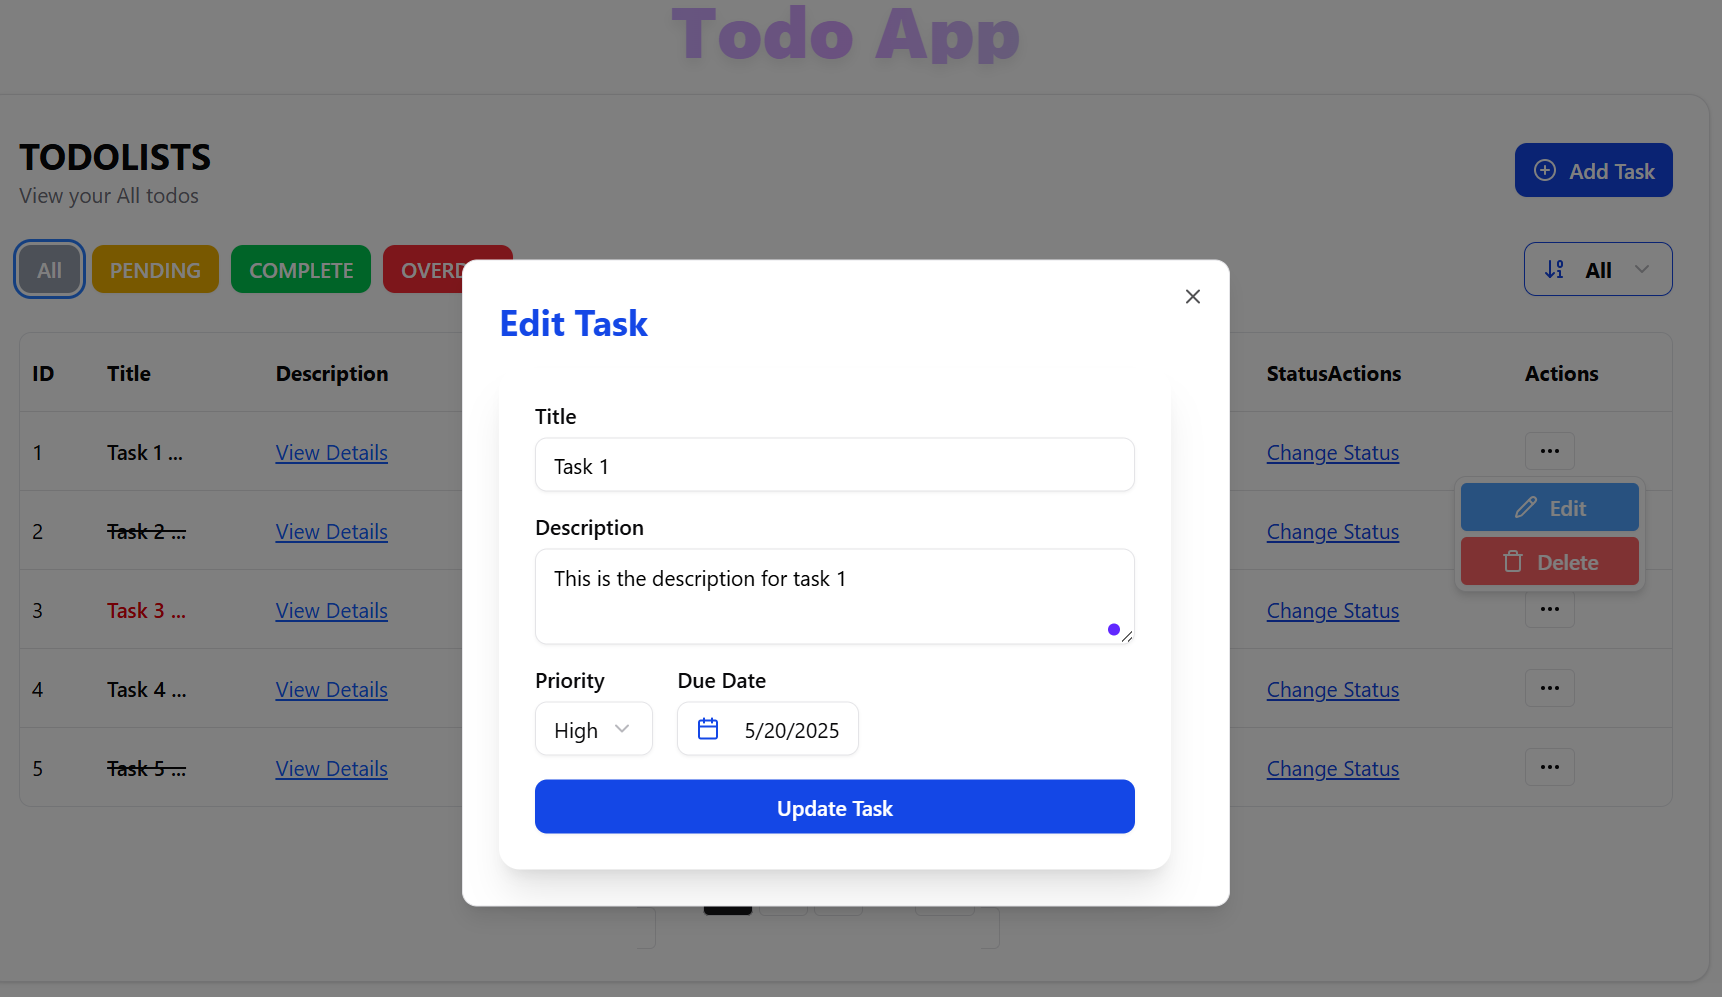 Todo App
TODOLISTS
View your All todos
Add Task
All
PENDING
COMPLETE
All
ID
Title
Description
StatusActions
Actions
1
Task 1 ...
View Details
Change Status
2
Task 2 ...
View Details
Change Status
3
Task 3 ...
View Details
Change Status
4
Task 4 ...
View Details
Change Status
5
Task 5 ...
View Details
Change Status
Edit
Delete
Edit Task
Title
Task 1
Description
This is the description for task 1
Priority
Due Date
High
5/20/2025
Update Task